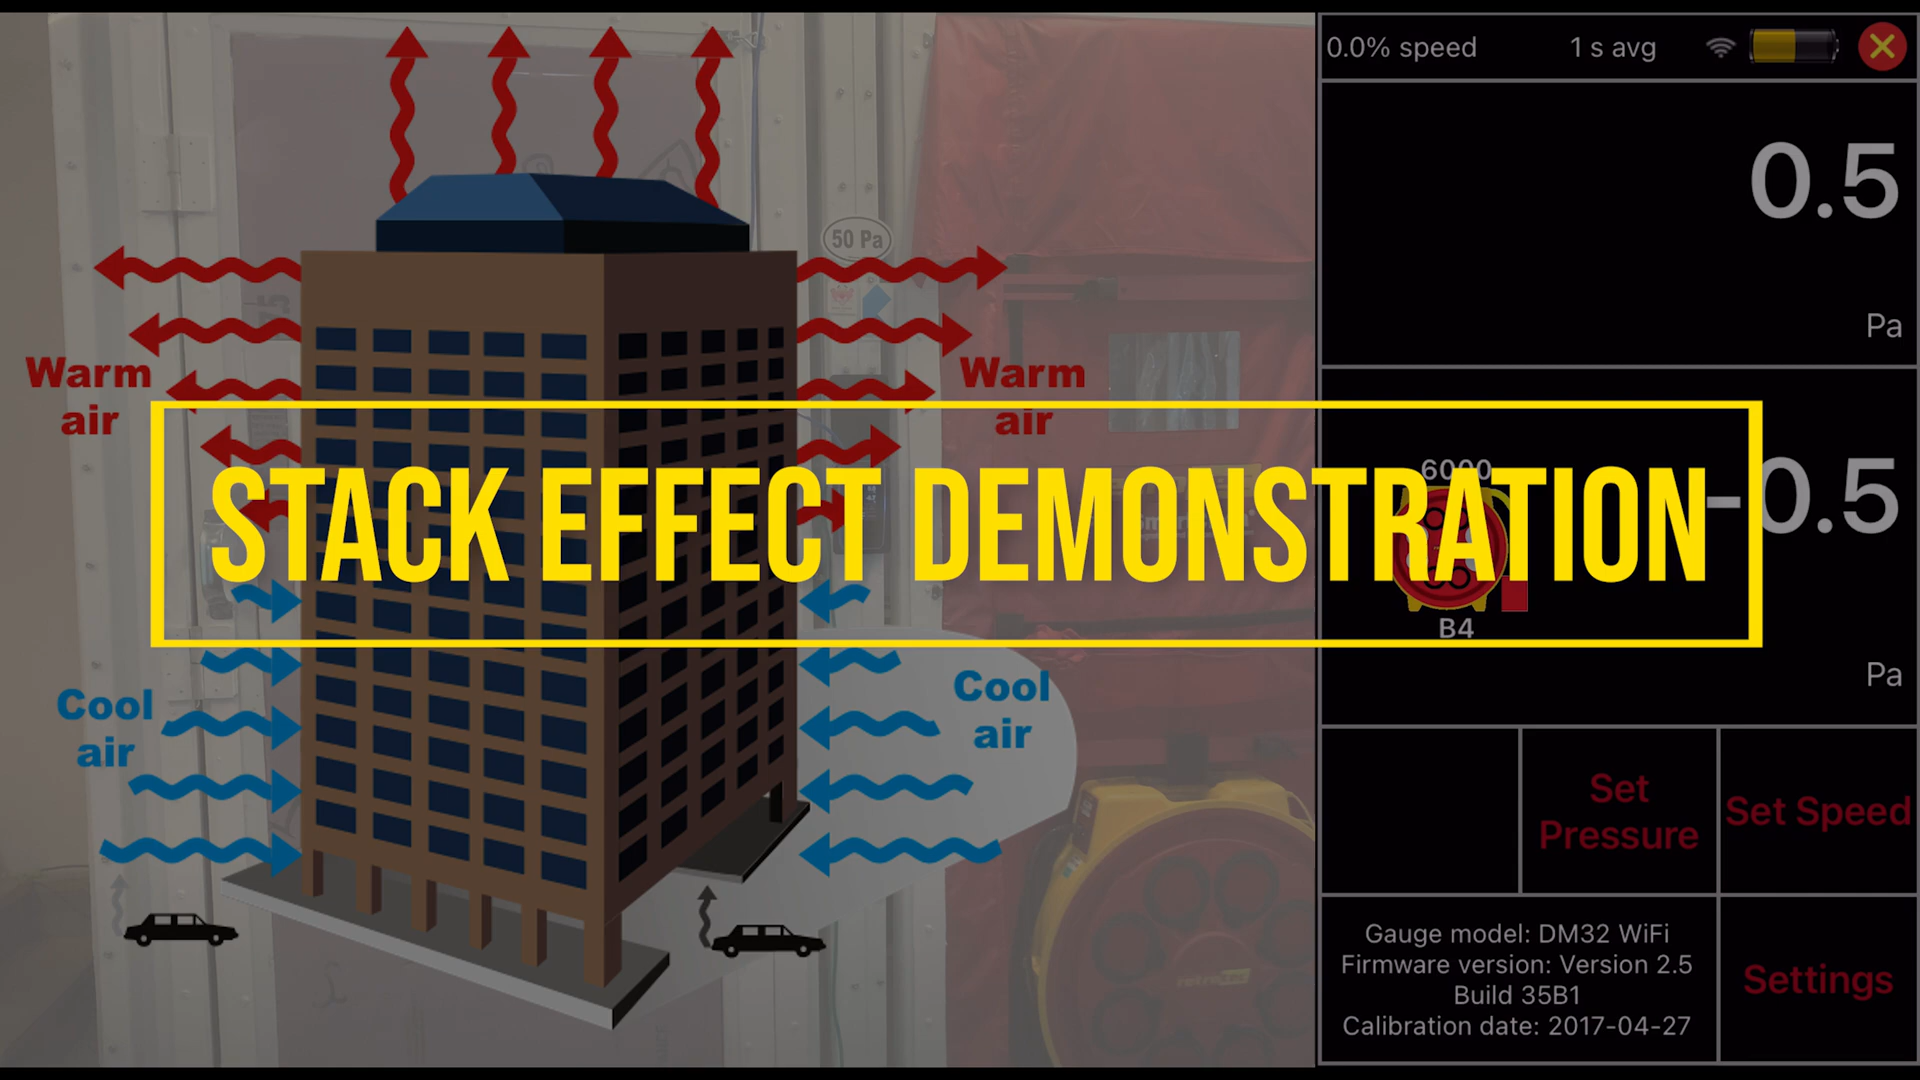 0.0% speed
1 s avg
0.5
Pa
50 Pa
Warm
air
Warm
air
STACK EFFECT DEMONSTRATION
6000
-0.5
B4
Pa
Cool
air
Cool
air
Set
Pressure
Set Speed
Gauge model: DM32 WiFi
Firmware version: Version 2.5
Build 35B1
Calibration date: 2017-04-27
Settings